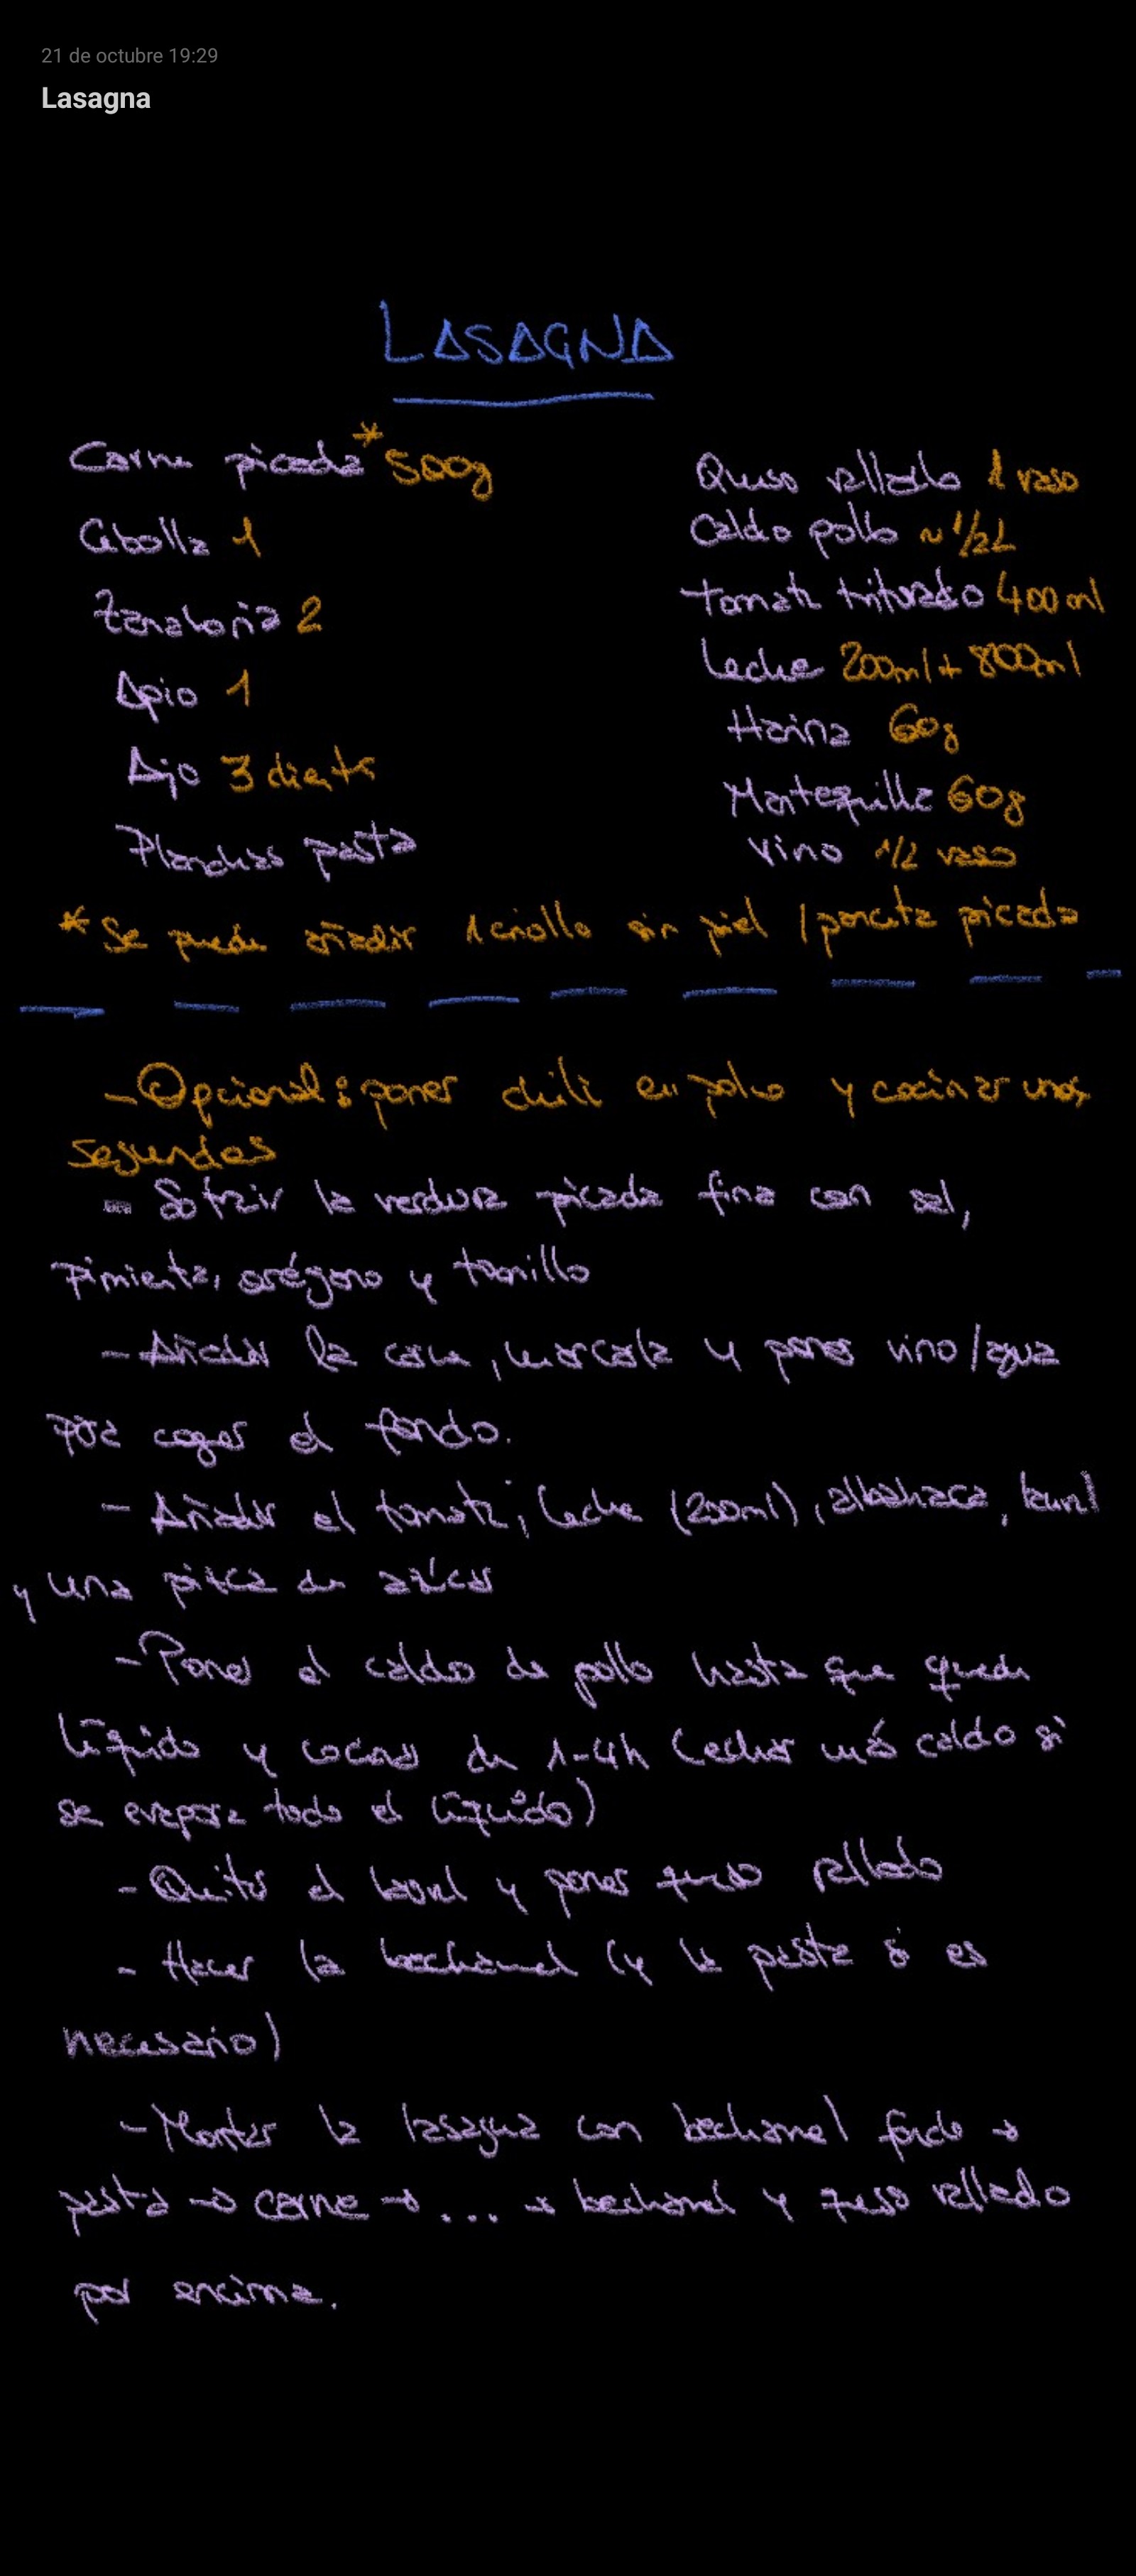 21 de octubre 19:29
Lasagna
LASAGNA
Carne picada* 500g
Cebolla 1
Zanahoria 2
Apio 1
Ajo 3 dientes
Planchas pasta
Queso rallado 1 vaso
Caldo pollo ~1/2L
Tomate triturado 400ml
Leche 200ml + 800ml
Harina 60g
Mantequilla 60g
Vino 1/2 vaso
* Se puede añadir 1 criollo sin piel / panceta picada
- Opcional: poner chili en polvo y cocinar unos
segundos
- Sofreír la verdura picada fina con sal,
pimienta, orégano y tomillo
- Añadir la carne, mezclarla y poner vino/agua
para coger el fondo.
- Añadir el tomate, leche (200ml), albahaca, laurel
y una pizca de azúcar
- Poner el caldo de pollo hasta que quede
líquido y cocinar de 1-4h (echar más caldo si
se evapora todo el líquido)
- Quitar el laurel y poner queso rallado
- Hacer la bechamel (y la pasta si es
necesario)
- Montar la lasagna con bechamel fondo →
pasta → carne → ... → bechamel y queso rallado
por encima.